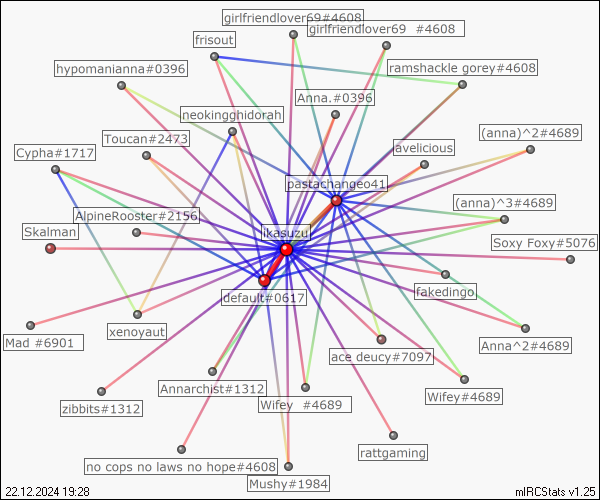 girlfriendlover69#4608
girlfriendlover69 #4608
frisout
hypomanianna#0396
ramshackle gorey#4608
Anna.#0396
neokingghidorah
Toucan#2473
(anna)^2#4689
avelicious
Cypha#1717
pastachangeo41
(anna)^3#4689
AlpineRooster#2156
Skalman
ikasuzu
Soxy Foxy#5076
default#0617
fakedingo
xenoyaut
Mad #6901
Anna^2#4689
ace deucy#7097
Annarchist#1312
Wifey#4689
Wifey #4689
zibbits#1312
rattgaming
no cops no laws no hope#4608
Mushy#1984
22.12.2024 19:28
mIRCStats v1.25